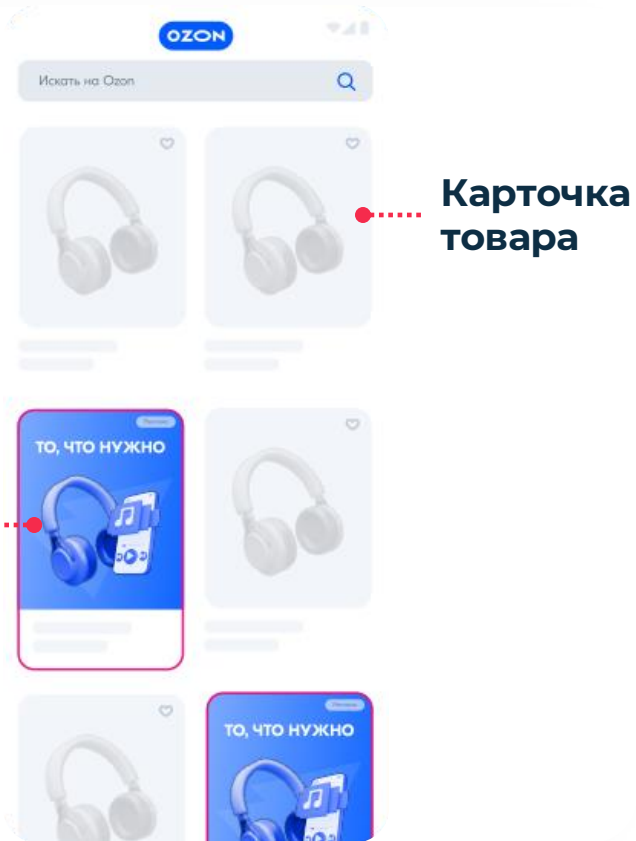 OZON
Искать на Ozon
Карточка
товара
ТО, ЧТО НУЖНО
ТО, ЧТО НУЖНО